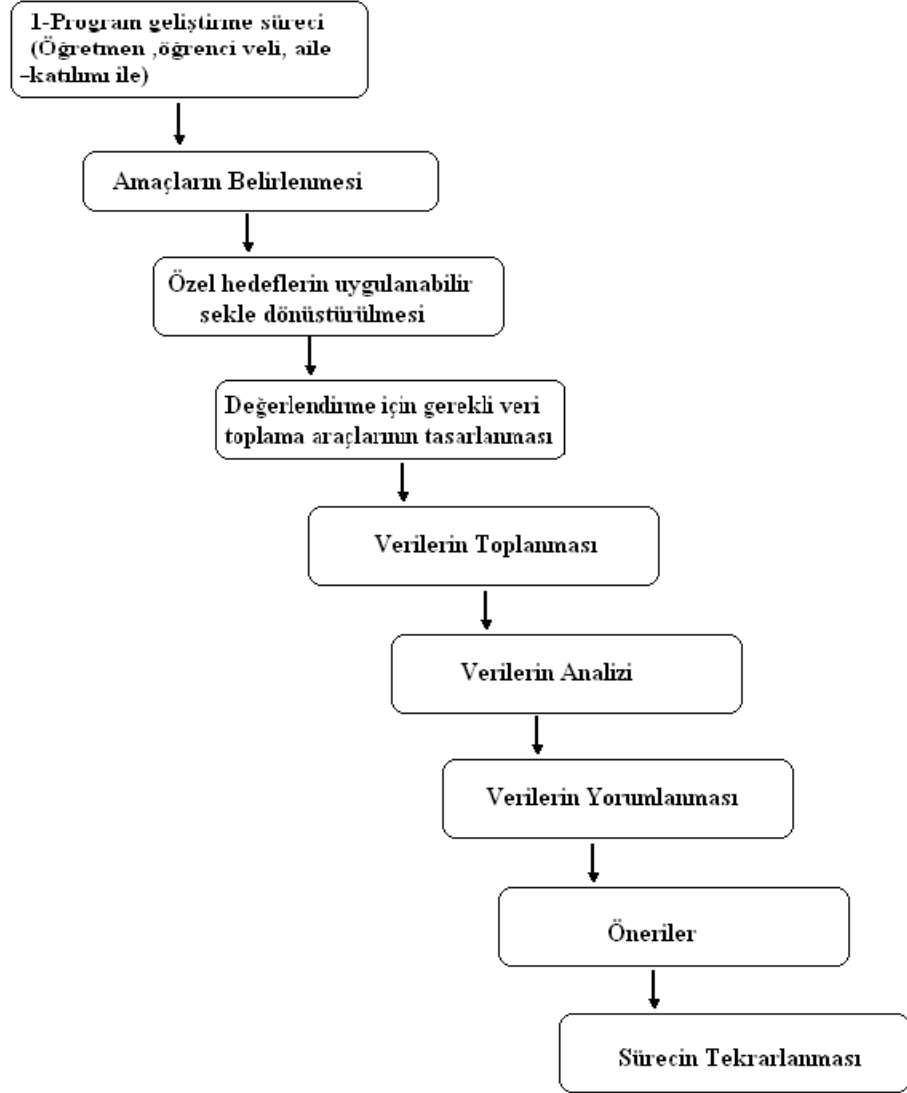 1-Program geliştirme süreci
(Öğretmen ,öğrenci veli, aile
-katılımı ile)
Amaçların Belirlenmesi
Özel hedeflerin uygulanabilir
sekle dönüstürülmesi
Değerlendirme için gerekli veri
toplama araçlarının tasarlanması
Verilerin Toplanması
Verilerin Analizi
Verilerin Yorumlanması
Öneriler
Sürecin Tekrarlanması